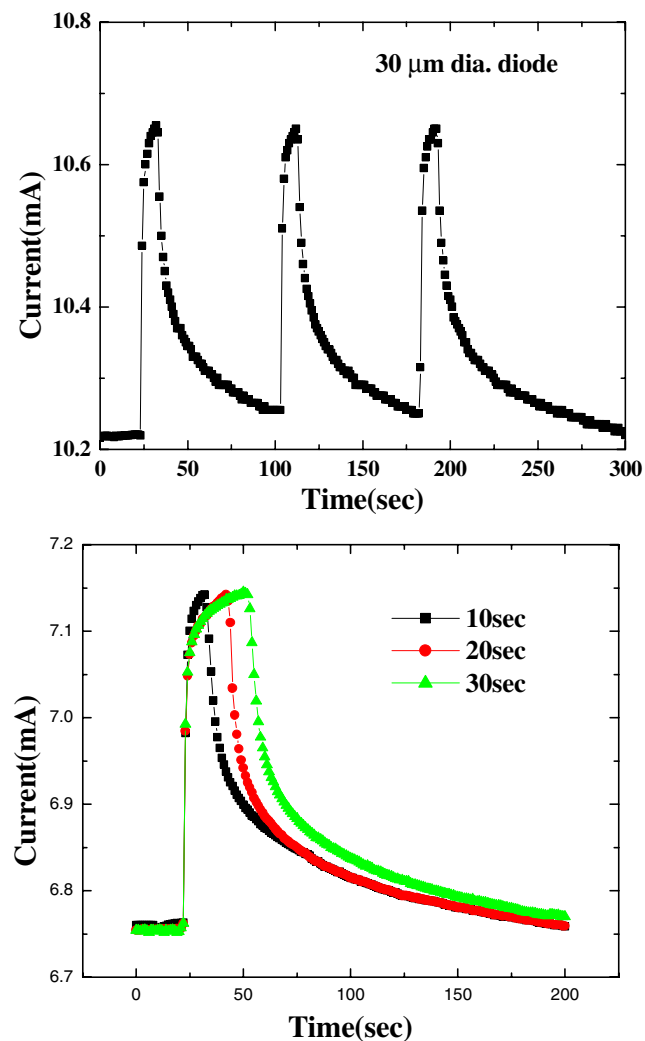 10.8
30 μm dia. diode
10.6
10.4
10.2
Current(mA)
0 50 100 150 200 250 300
Time(sec)
7.2
7.1
7.0
6.9
6.8
6.7
Current(mA)
10sec
20sec
30sec
0 50 100 150 200
Time(sec)